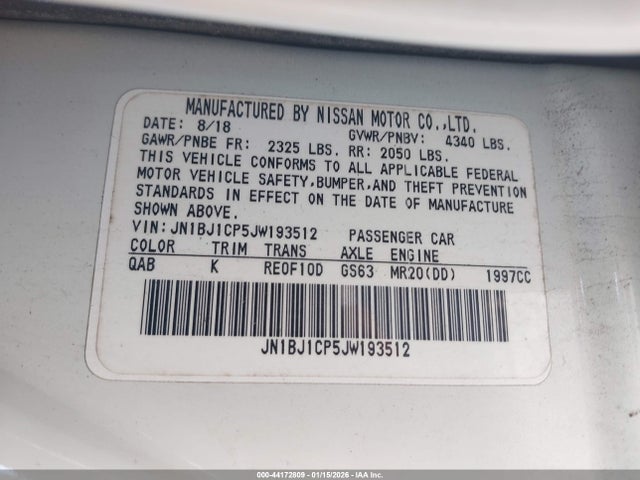 MANUFACTURED BY NISSAN MOTOR CO.,LTD.
DATE: 8/18 GVWR/PNBV: 4340 LBS.
GAWR/PNBE FR: 2325 LBS. RR: 2050 LBS.
THIS VEHICLE CONFORMS TO ALL APPLICABLE FEDERAL
MOTOR VEHICLE SAFETY,BUMPER,AND THEFT PREVENTION
STANDARDS IN EFFECT ON THE DATE OF MANUFACTURE
SHOWN ABOVE.
VIN: JN1BJ1CP5JW193512 PASSENGER CAR
COLOR TRIM TRANS AXLE ENGINE
QAB K RE0F10D GS63 MR20(DD) 1997CC
JN1BJ1CP5JW193512
000-44172809 - 01/15/2026 - IAA Inc.